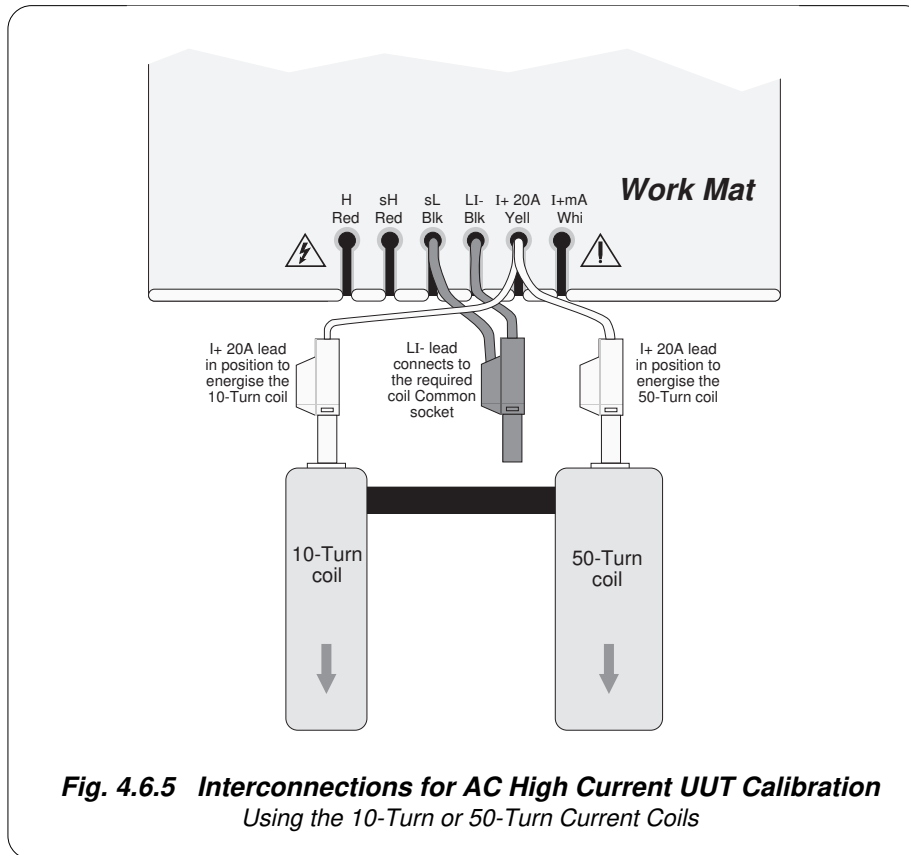 Work Mat
H sH sL LI- I+ 20A I+mA
Red Red Blk Blk Yell Whi
I+ 20A lead
in position to
energise the
10-Turn coil
LI- lead
connects to
the required
coil Common
socket
I+ 20A lead
in position to
energise the
50-Turn coil
10-Turn
coil
50-Turn
coil
Fig. 4.6.5 Interconnections for AC High Current UUT Calibration
Using the 10-Turn or 50-Turn Current Coils